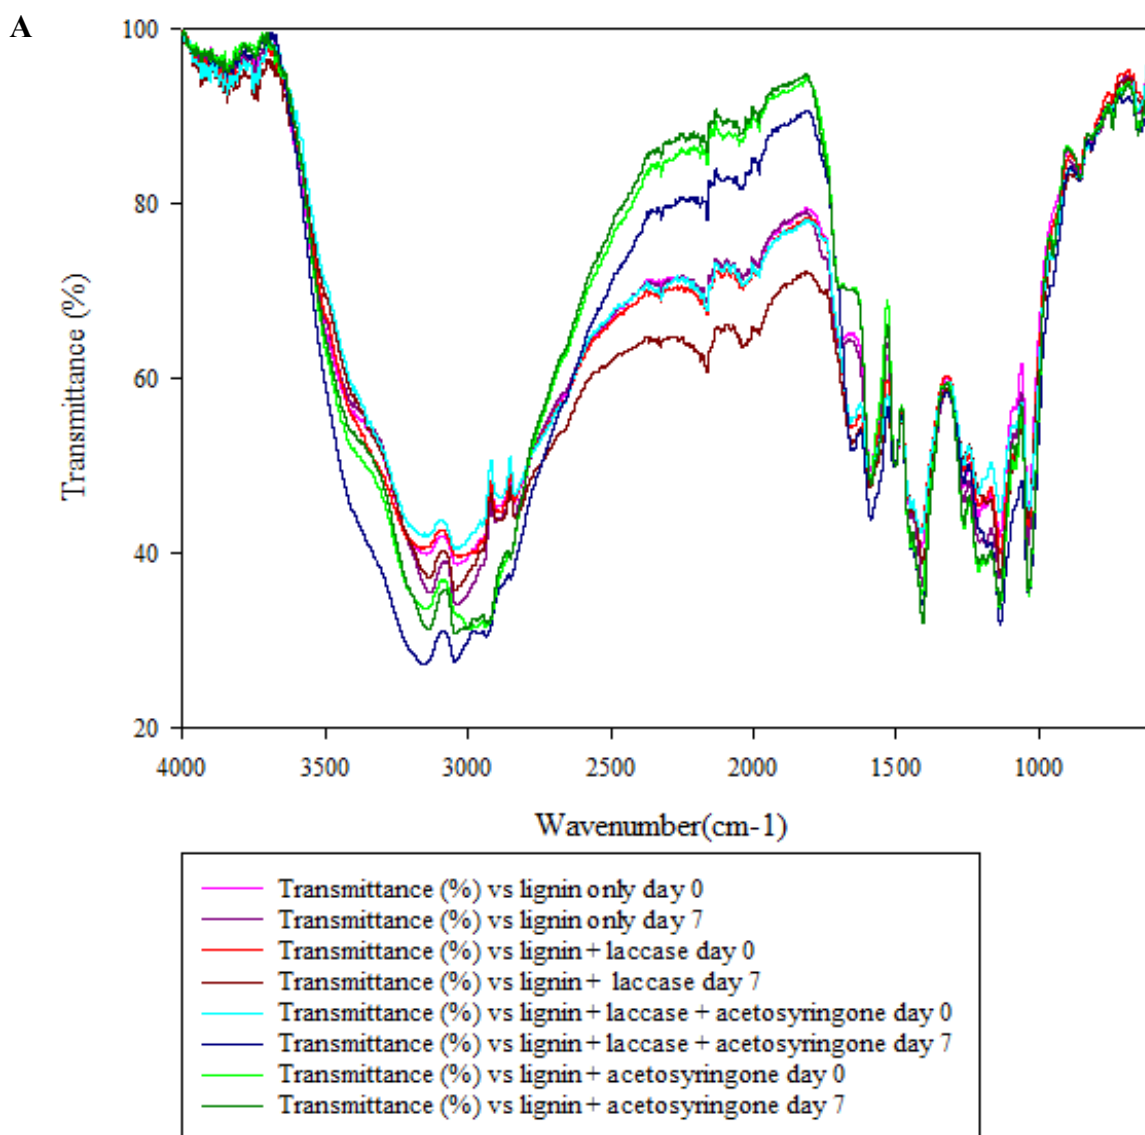 A
100
80
60
40
20
Transmittance (%)
4000 3500 3000 2500 2000 1500 1000
Wavenumber(cm-1)
Transmittance (%) vs lignin only day 0
Transmittance (%) vs lignin only day 7
Transmittance (%) vs lignin + laccase day 0
Transmittance (%) vs lignin + laccase day 7
Transmittance (%) vs lignin + laccase + acetosyringone day 0
Transmittance (%) vs lignin + laccase + acetosyringone day 7
Transmittance (%) vs lignin + acetosyringone day 0
Transmittance (%) vs lignin + acetosyringone day 7